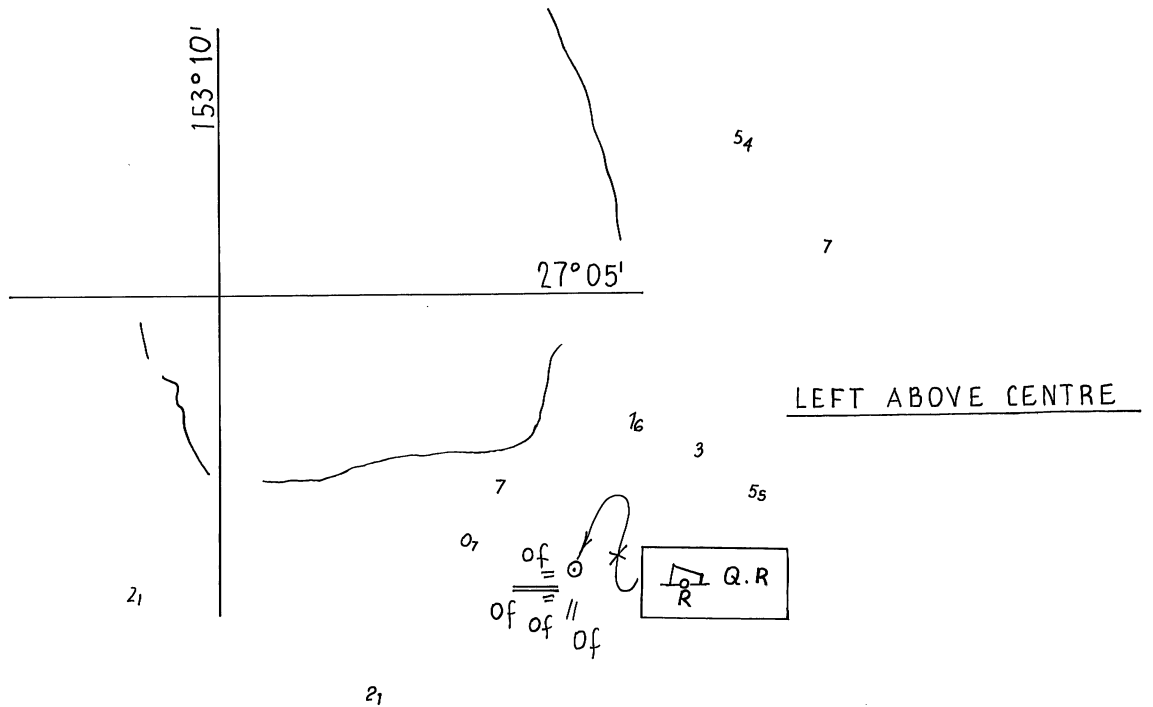 153°10'
5₄
7
27°05'
LEFT ABOVE CENTRE
1₆
3
7
5₅
0₇
Of
Q.R
R
2₁
Of
Of
Of
2₁